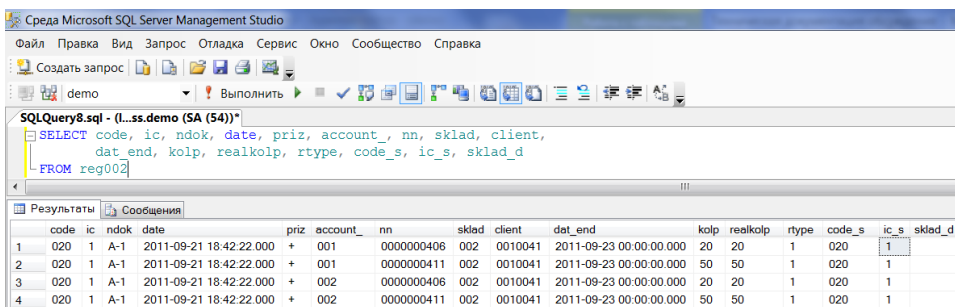 Среда Microsoft SQL Server Management Studio
Файл Правка Вид Запрос Отладка Сервис Окно Сообщество Справка
Создать запрос
demo Выполнить
SQLQuery8.sql - (l...ss.demo (SA (54))*
SELECT code, ic, ndok, date, priz, account_, nn, sklad, client,
dat_end, kolp, realkolp, rtype, code_s, ic_s, sklad_d
FROM reg002
Результаты Сообщения
code ic ndok date priz account_ nn sklad client dat_end kolp realkolp rtype code_s ic_s sklad_d
1 020 1 A-1 2011-09-21 18:42:22.000 + 001 0000000406 002 0010041 2011-09-23 00:00:00.000 20 20 1 020 1
2 020 1 A-1 2011-09-21 18:42:22.000 + 001 0000000411 002 0010041 2011-09-23 00:00:00.000 50 50 1 020 1
3 020 1 A-1 2011-09-21 18:42:22.000 + 002 0000000406 002 0010041 2011-09-23 00:00:00.000 20 20 1 020 1
4 020 1 A-1 2011-09-21 18:42:22.000 + 002 0000000411 002 0010041 2011-09-23 00:00:00.000 50 50 1 020 1